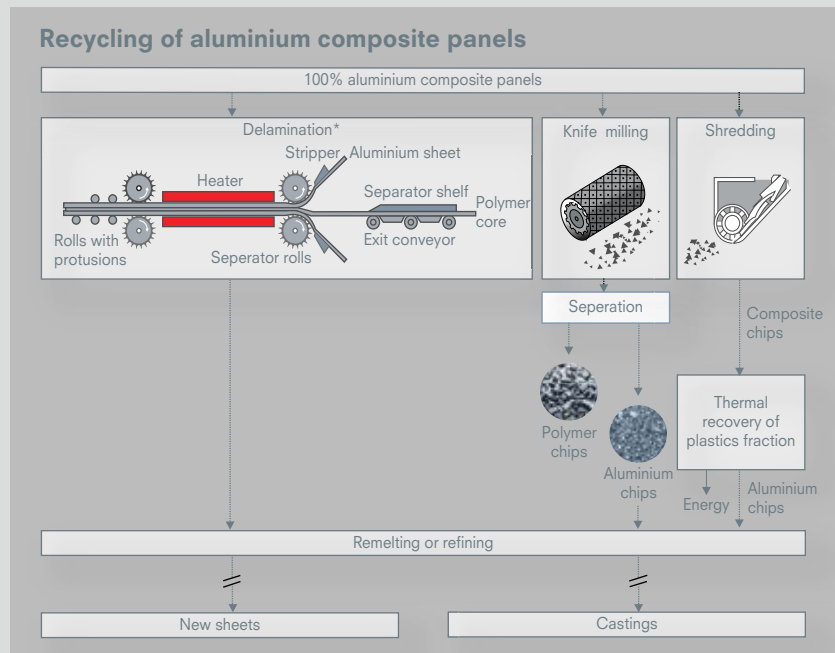 Recycling of aluminium composite panels
100% aluminium composite panels
Delamination*
Stripper
Aluminium sheet
Heater
Separator shelf
Polymer
core
Rolls with
protusions
Seperator rolls
Exit conveyor
Knife milling
Shredding
Seperation
Composite
chips
Polymer
chips
Aluminium
chips
Thermal
recovery of
plastics fraction
Energy
Aluminium
chips
Remelting or refining
New sheets
Castings